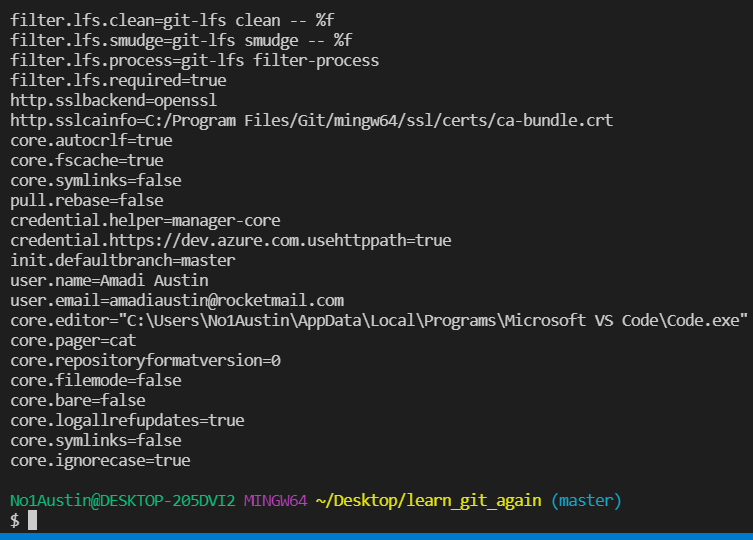 filter.lfs.clean=git-lfs clean -- %f
filter.lfs.smudge=git-lfs smudge -- %f
filter.lfs.process=git-lfs filter-process
filter.lfs.required=true
http.sslbackend=openssl
http.sslcainfo=C:/Program Files/Git/mingw64/ssl/certs/ca-bundle.crt
core.autocrlf=true
core.fscache=true
core.symlinks=false
pull.rebase=false
credential.helper=manager-core
credential.https://dev.azure.com.usehttppath=true
init.defaultbranch=master
user.name=Amadi Austin
user.email=amadiaustin@rocketmail.com
core.editor="C:\Users\No1Austin\AppData\Local\Programs\Microsoft VS Code\Code.exe"
core.pager=cat
core.repositoryformatversion=0
core.filemode=false
core.bare=false
core.logallrefupdates=true
core.symlinks=false
core.ignorecase=true
No1Austin@DESKTOP-205DVI2 MINGW64 ~/Desktop/learn_git_again (master)
$